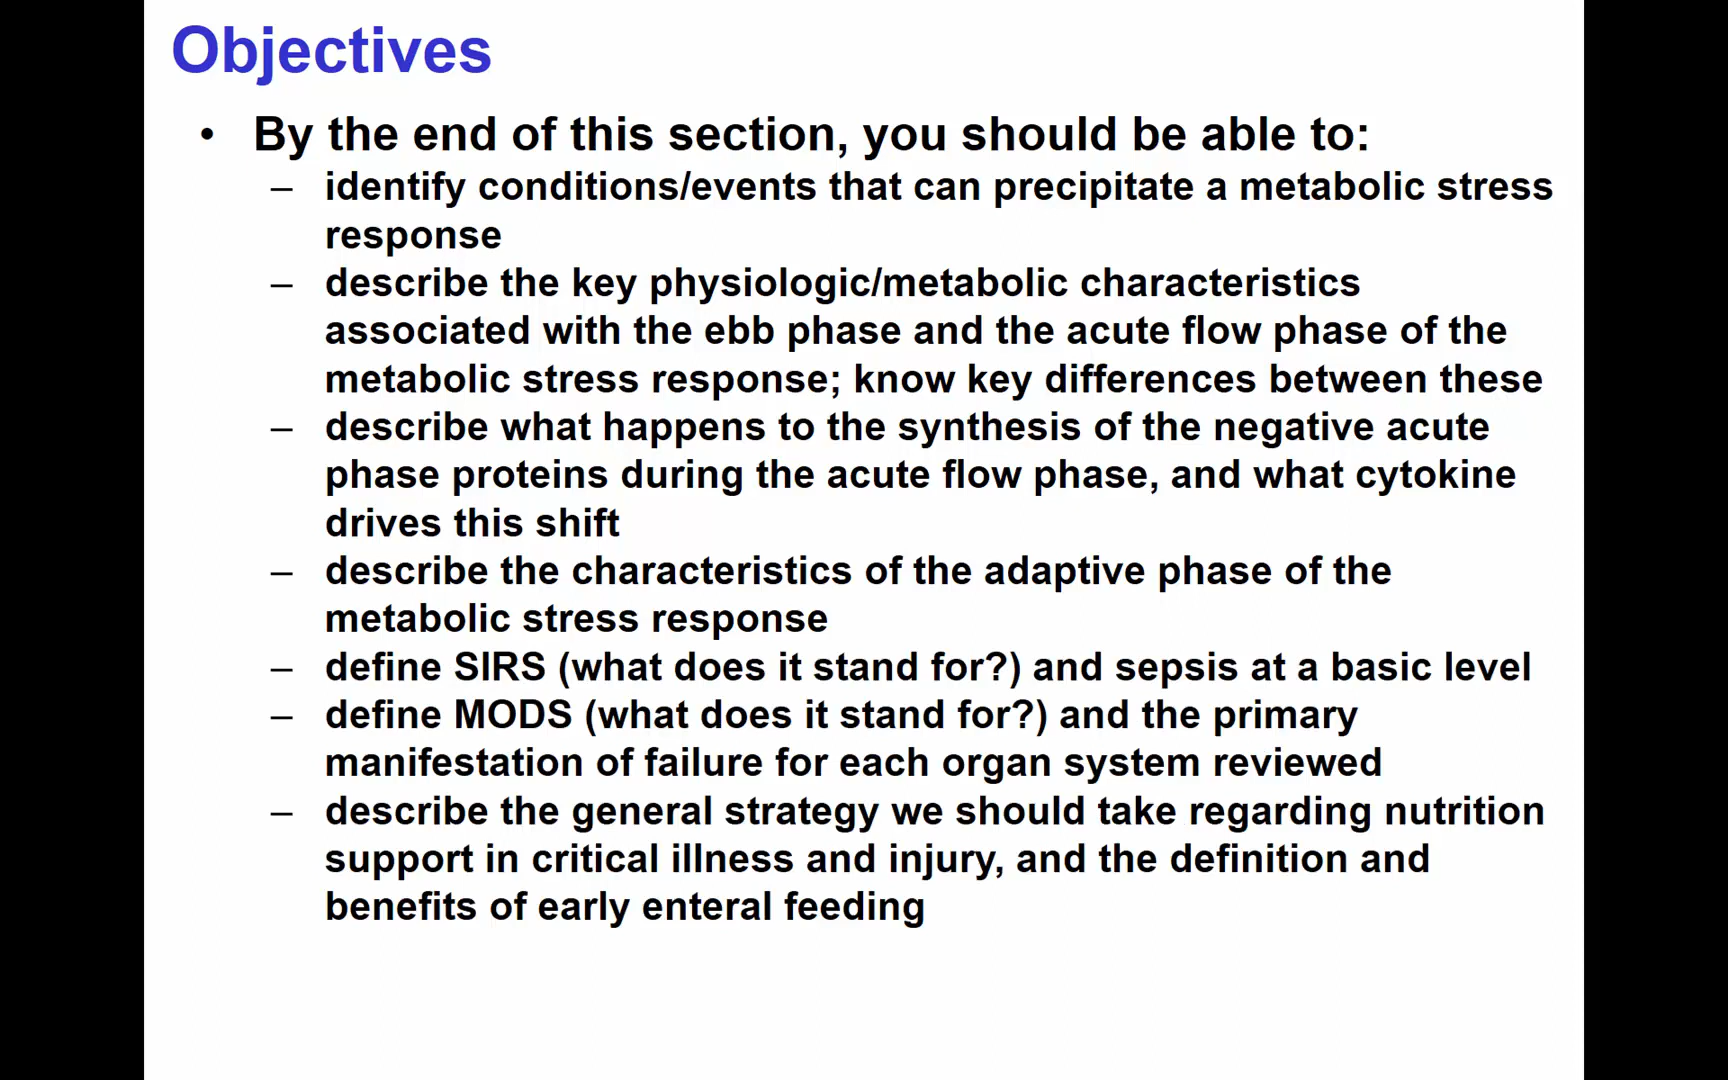 Objectives
• By the end of this section, you should be able to:
– identify conditions/events that can precipitate a metabolic stress
response
– describe the key physiologic/metabolic characteristics
associated with the ebb phase and the acute flow phase of the
metabolic stress response; know key differences between these
– describe what happens to the synthesis of the negative acute
phase proteins during the acute flow phase, and what cytokine
drives this shift
– describe the characteristics of the adaptive phase of the
metabolic stress response
– define SIRS (what does it stand for?) and sepsis at a basic level
– define MODS (what does it stand for?) and the primary
manifestation of failure for each organ system reviewed
– describe the general strategy we should take regarding nutrition
support in critical illness and injury, and the definition and
benefits of early enteral feeding